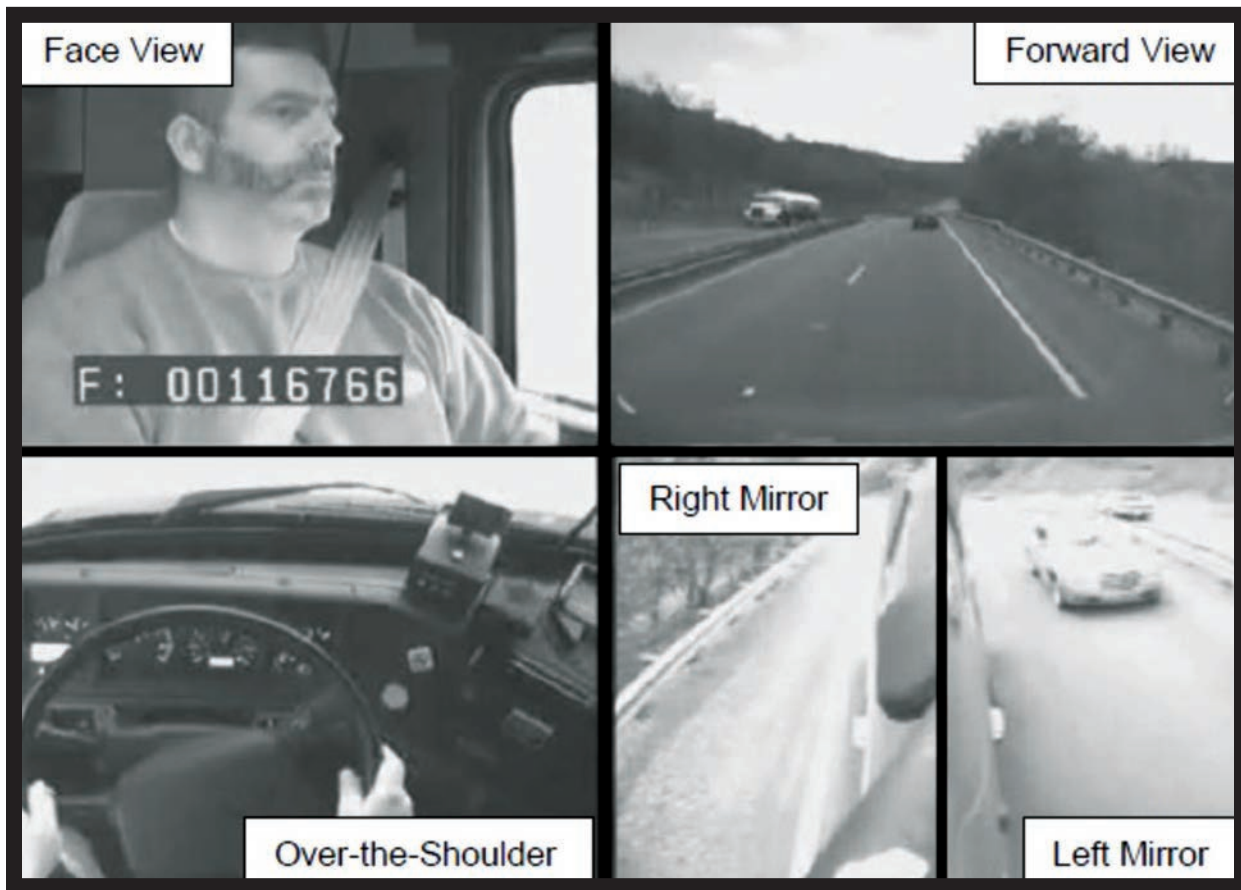 Face View
Forward View
F: 00116766
Right Mirror
Over-the-Shoulder
Left Mirror